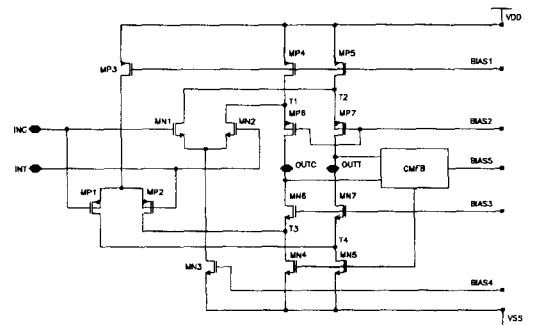 VDD
MP4 MP5
MP3 BIAS1
T1 T2
MN1 MN2 MP6 MP7 BIAS2
INC
INT OUTC OUTT CMFB BIAS5
MP1 MP2
MN6 MN7 BIAS3
T3 T4
MN3 MN4 MN5
BIAS4
VSS